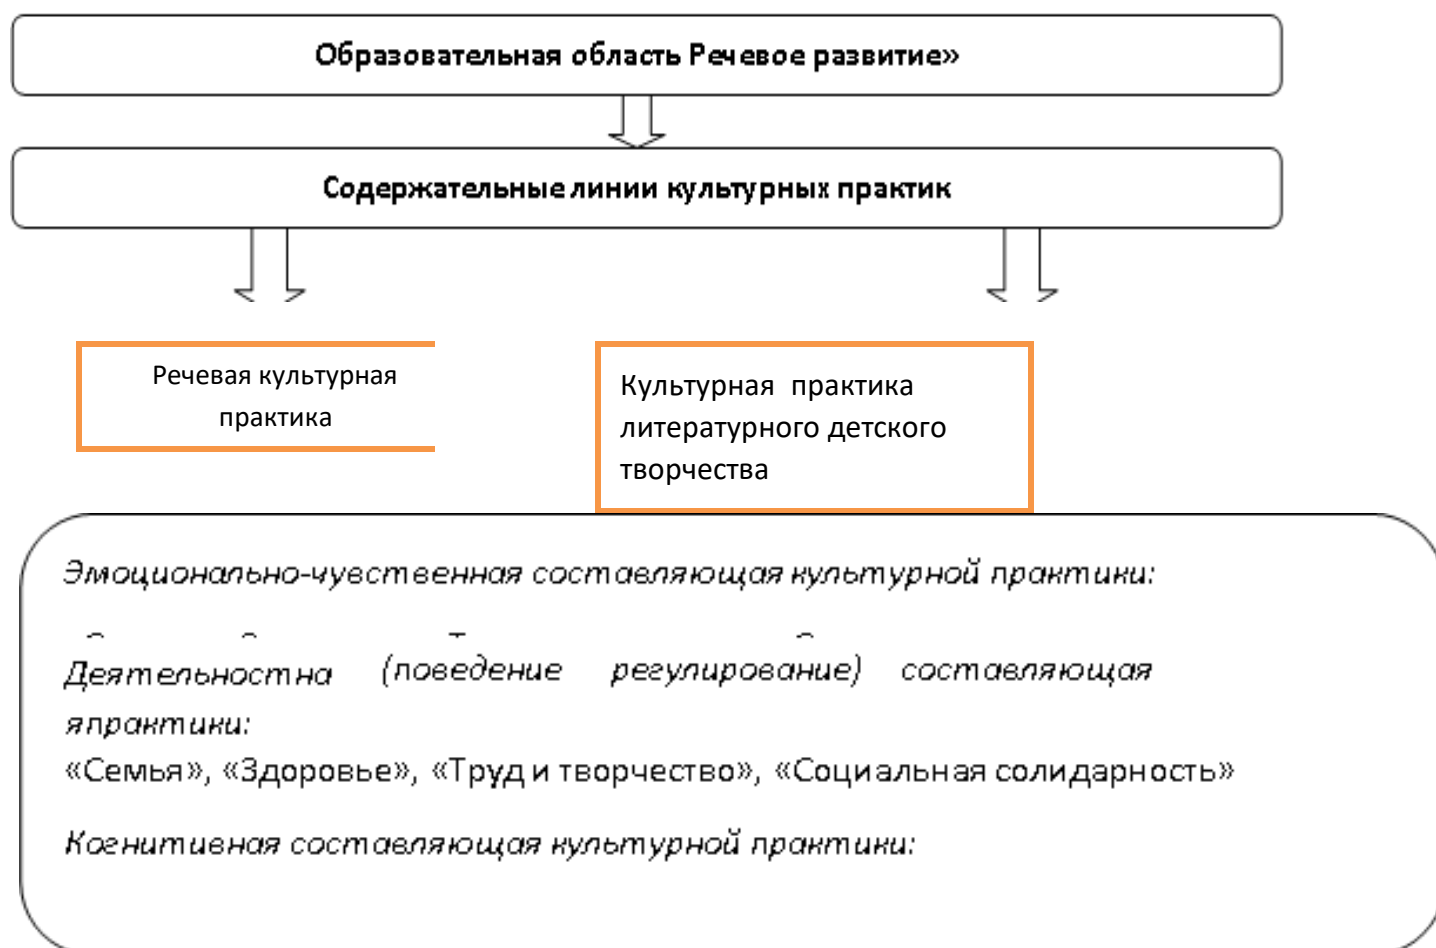 Образовательная область Речевое развитие»
Содержательные линии культурных практик
Речевая культурная
практика
Культурная практика
литературного детского
творчества
Эмоционально-чувственная составляющая культурной практики:
Деятельностна (поведение регулирование) составляющая
япрактики:
«Семья», «Здоровье», «Труд и творчество», «Социальная солидарность»
Когнитивная составляющая культурной практики: